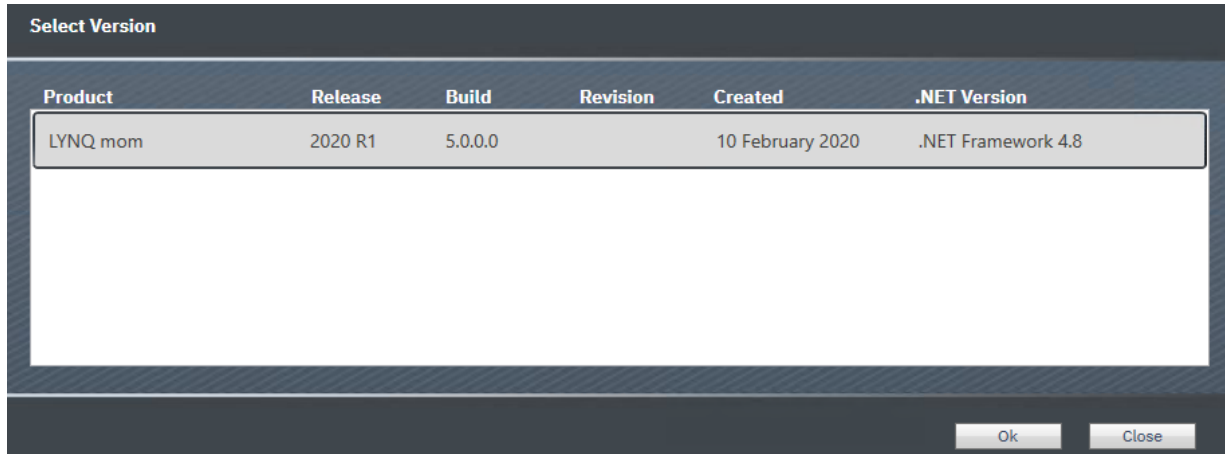 Select Version
Product Release Build Revision Created .NET Version
LYNQ mom 2020 R1 5.0.0.0 10 February 2020 .NET Framework 4.8
Ok Close